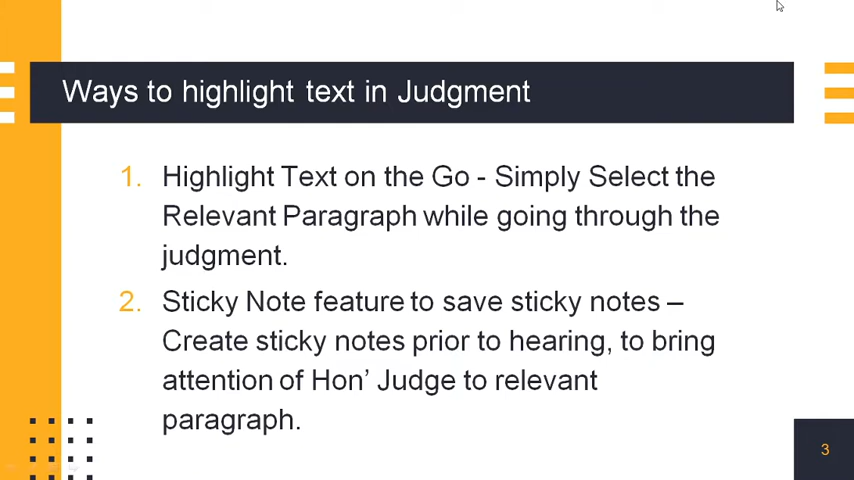 Ways to highlight text in Judgment
1. Highlight Text on the Go - Simply Select the
Relevant Paragraph while going through the
judgment.
2. Sticky Note feature to save sticky notes –
Create sticky notes prior to hearing, to bring
attention of Hon’ Judge to relevant
paragraph.
3